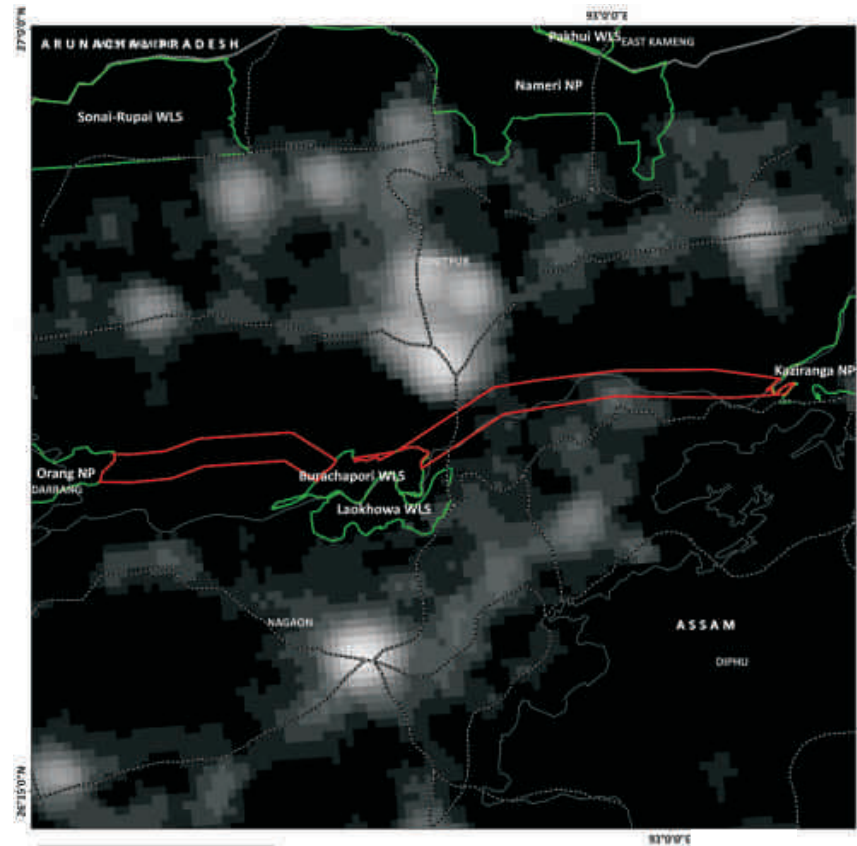 93°0'0"E
27°0'0"N
ARUNACHAL PRADESH
Pakhui WLS
EAST KAMENG
Nameri NP
Sonai-Rupai WLS
Kaziranga NP
Orang NP
DARRANG
Burachapori WLS
Laokhowa WLS
NAGAON
ASSAM
DIPHU
26°15'0"N
93°0'0"E